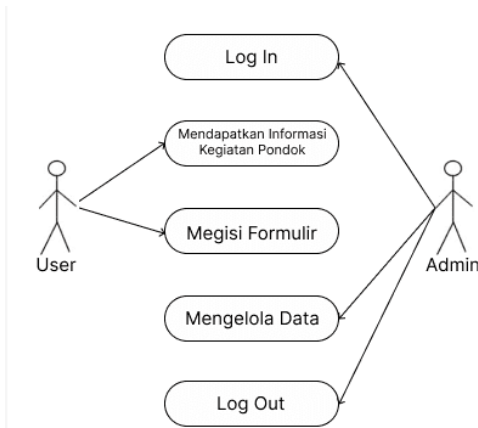 Log In
Mendapatkan Informasi
Kegiatan Pondok
Megisi Formulir
User
Admin
Mengelola Data
Log Out